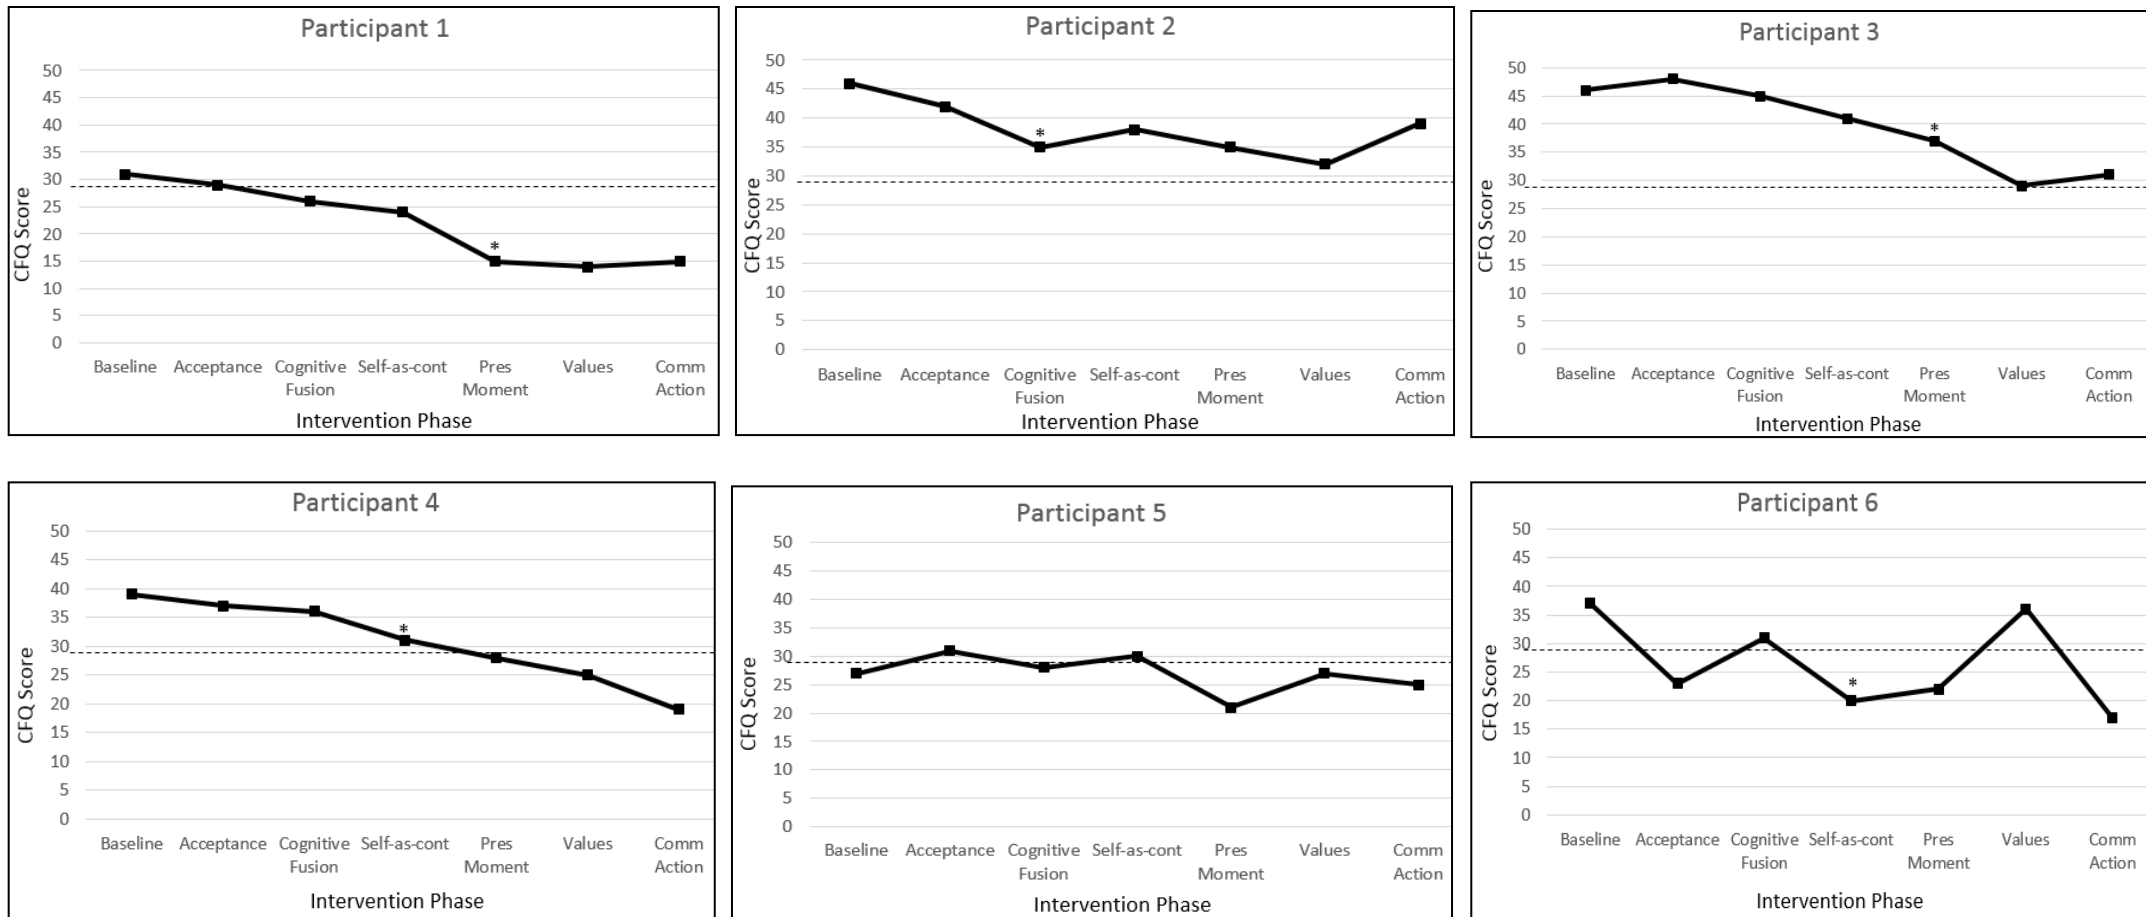 Participant 1
50
45
40
35
30
25
20
15
10
5
0
CFQ Score
*
Baseline Acceptance Cognitive Self-as-cont Pres Values Comm
Fusion Moment Action
Intervention Phase
Participant 2
50
45
40
35
30
25
20
15
10
5
0
CFQ Score
*
Baseline Acceptance Cognitive Self-as-cont Pres Values Comm
Fusion Moment Action
Intervention Phase
Participant 3
50
45
40
35
30
25
20
15
10
5
0
CFQ Score
*
Baseline Acceptance Cognitive Self-as-cont Pres Values Comm
Fusion Moment Action
Intervention Phase
Participant 4
50
45
40
35
30
25
20
15
10
5
0
CFQ Score
*
Baseline Acceptance Cognitive Self-as-cont Pres Values Comm
Fusion Moment Action
Intervention Phase
Participant 5
50
45
40
35
30
25
20
15
10
5
0
CFQ Score
Baseline Acceptance Cognitive Self-as-cont Pres Values Comm
Fusion Moment Action
Intervention Phase
Participant 6
50
45
40
35
30
25
20
15
10
5
0
CFQ Score
*
Baseline Acceptance Cognitive Self-as-cont Pres Values Comm
Fusion Moment Action
Intervention Phase